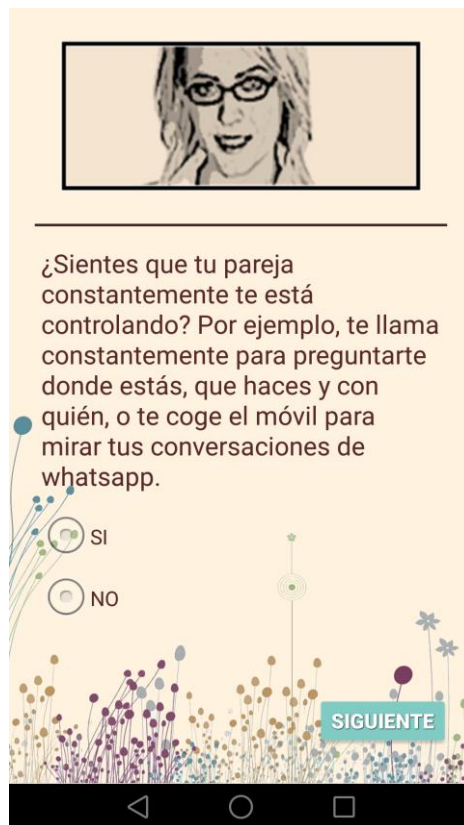 ¿Sientes que tu pareja
constantemente te está
controlando? Por ejemplo, te llama
constantemente para preguntarte
donde estás, que haces y con
quién, o te coge el móvil para
mirar tus conversaciones de
whatsapp.
SI
NO
SIGUIENTE